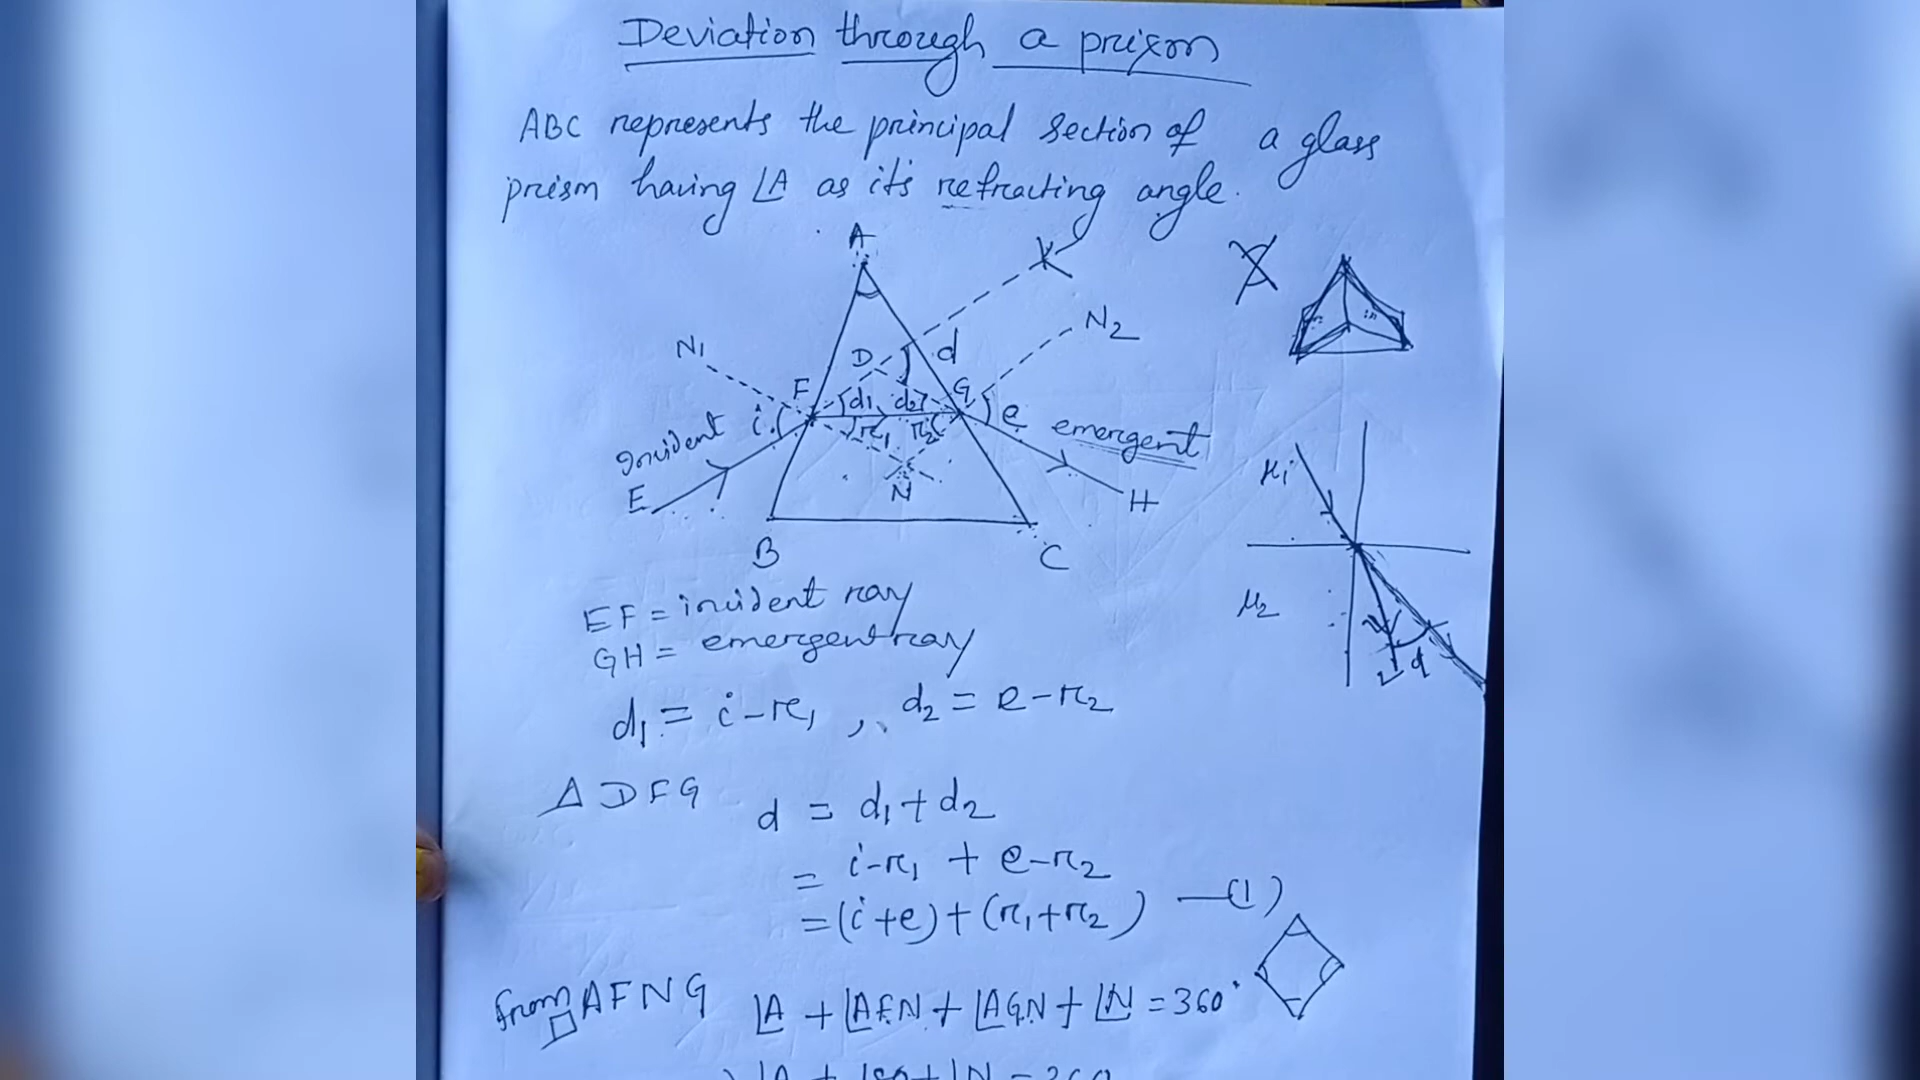 Deviation through a prism
ABC represents the principal section of a glass
prism having ∠A as its refracting angle.
A
K
N₁
D
d
N₂
F
d₁
d₂
G
Incident
i
r₁
r₂
e
emergent
E
N
H
B
C
μ₁
μ₂
d
EF = incident ray
GH = emergent ray
d₁ = i-r₁, d₂ = e-r₂
△DFG
d = d₁+d₂
= i-r₁ + e-r₂
=(i+e)+(r₁+r₂) —(1)
from □AFNG ∠A + ∠AFN + ∠AGN + ∠N = 360°